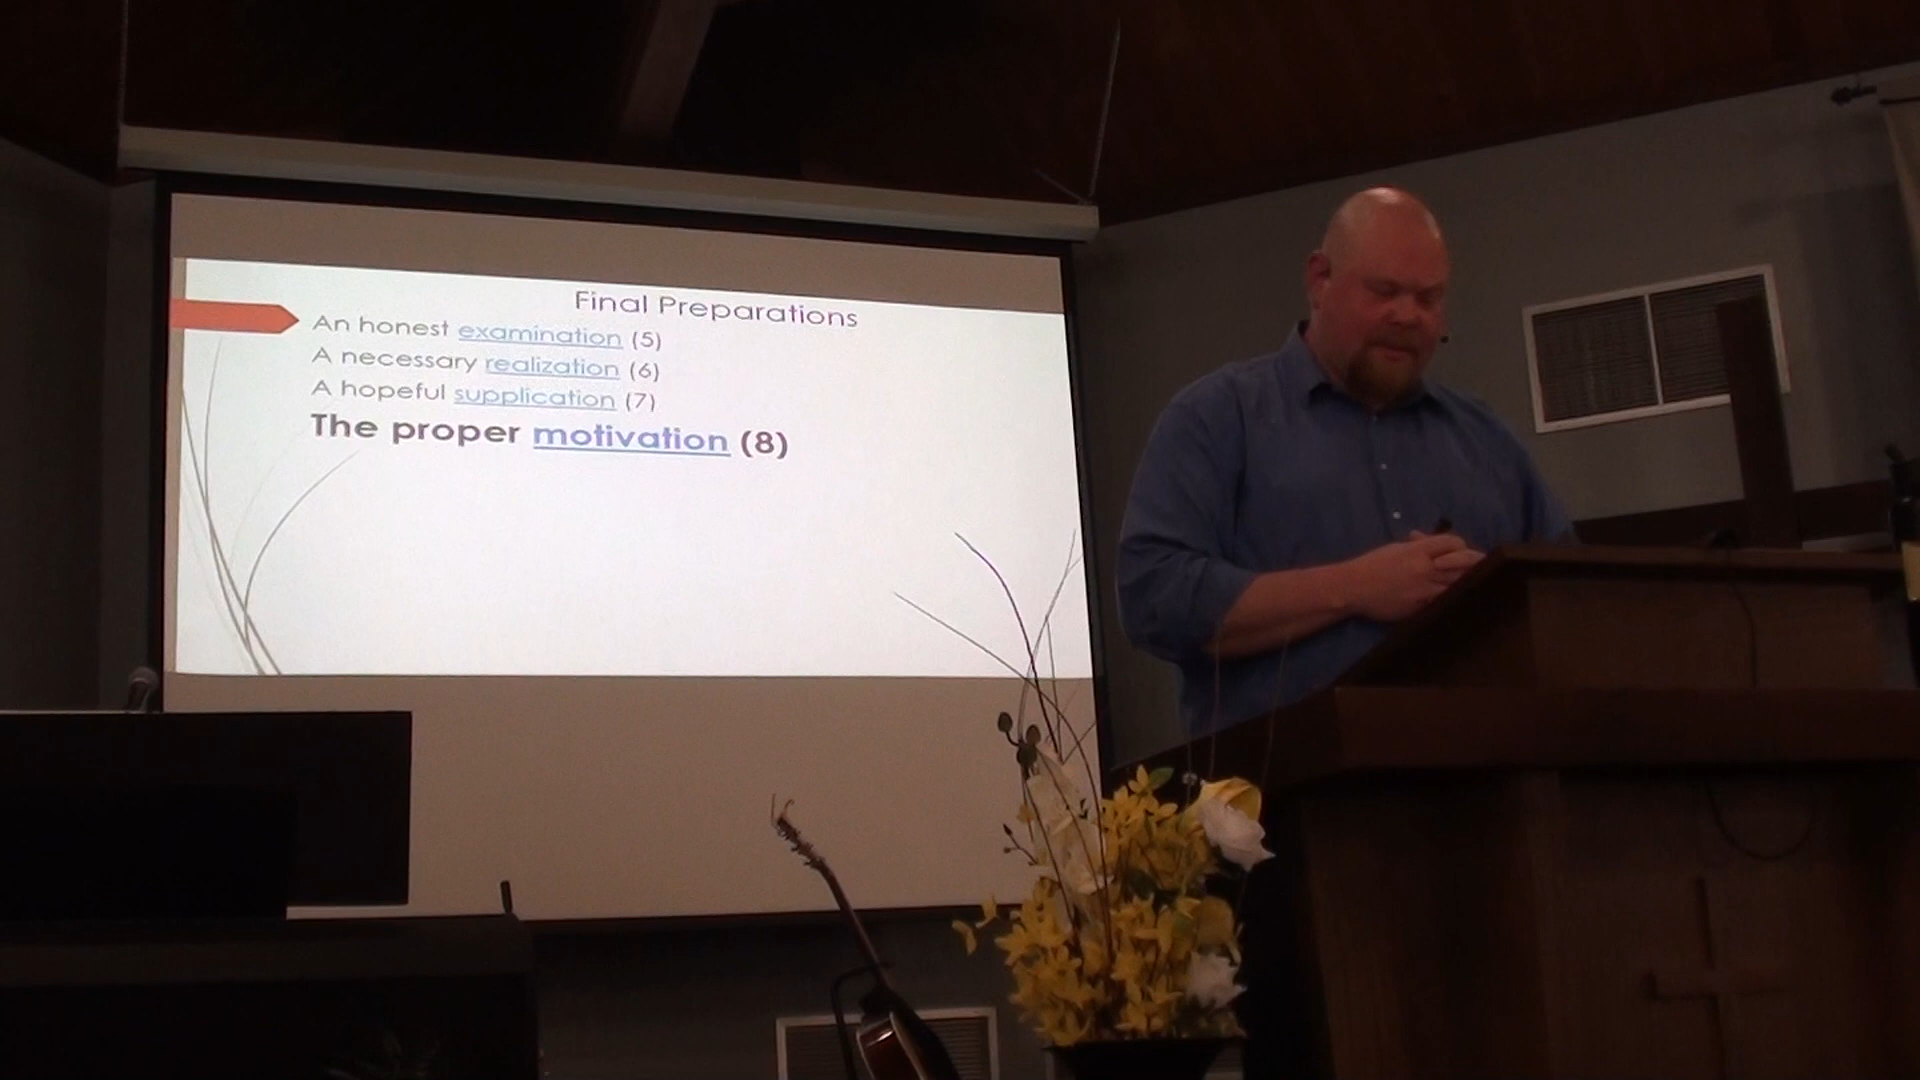 Final Preparations
An honest examination (5)
A necessary realization (6)
A hopeful supplication (7)
The proper motivation (8)